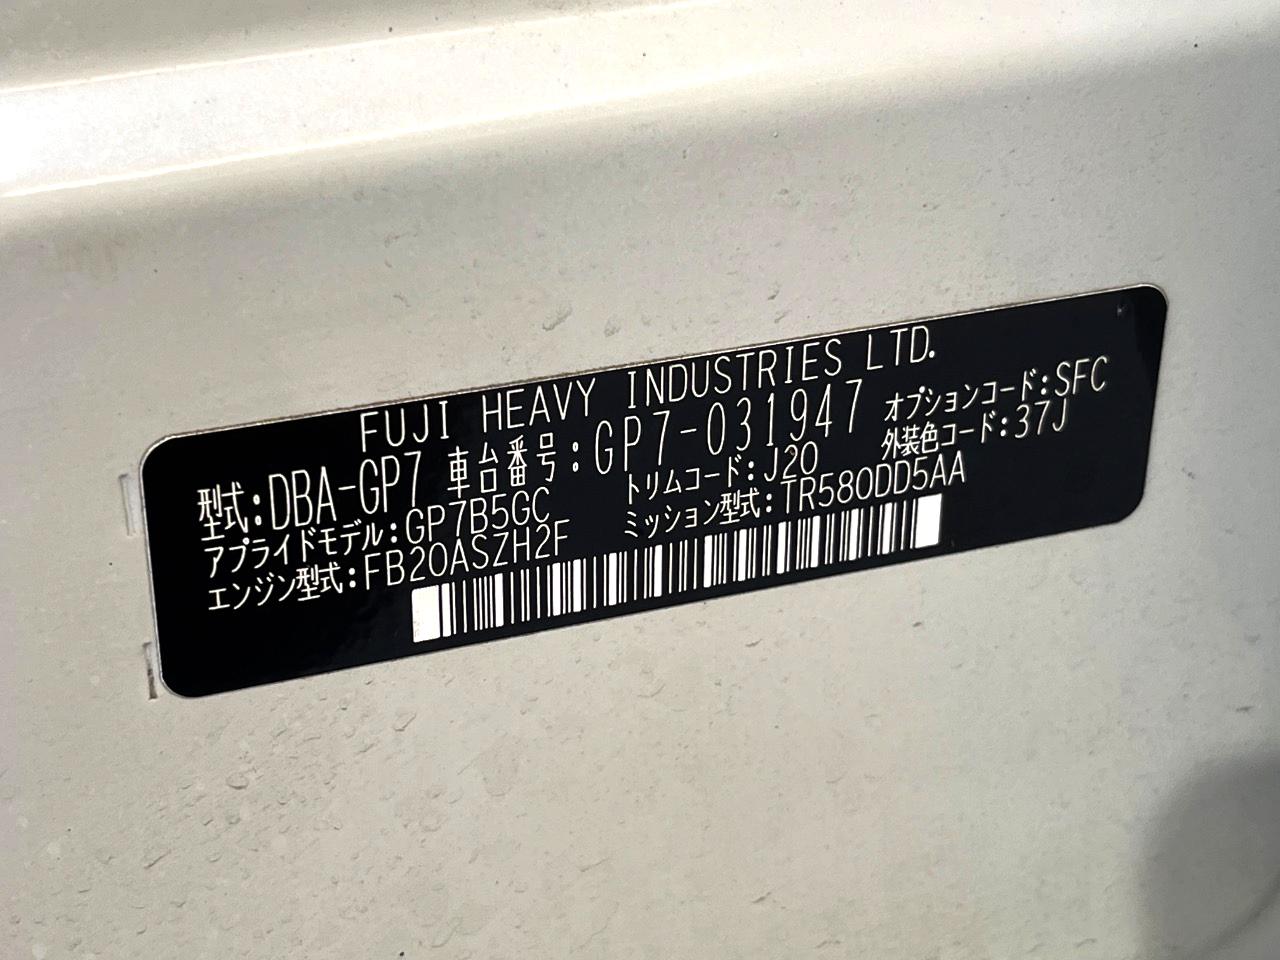 FUJI HEAVY INDUSTRIES LTD.
型式:DBA-GP7 車台番号:GP7-031947 オプションコード:SFC
アプライドモデル:GP7B5GC トリムコード:J20 外装色コード:37J
エンジン型式:FB20ASZH2F ミッション型式:TR580DD5AA